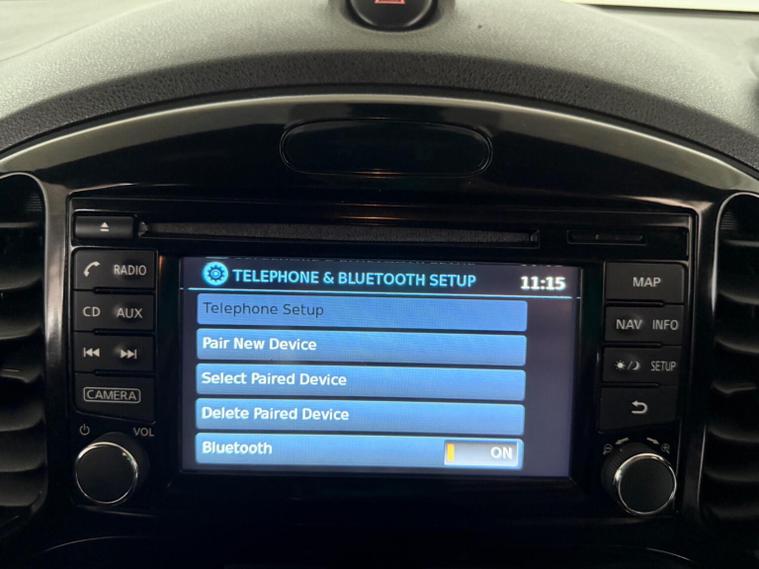 TELEPHONE & BLUETOOTH SETUP 11:15
Telephone Setup
Pair New Device
Select Paired Device
Delete Paired Device
Bluetooth ON
RADIO
CD AUX
CAMERA
VOL
MAP
NAV INFO
SETUP